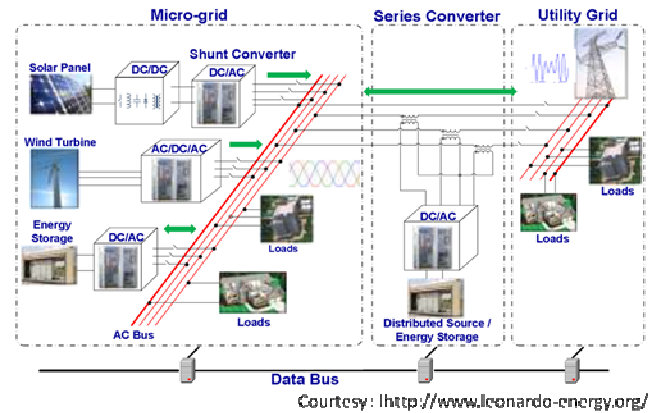 Micro-grid
Series Converter
Utility Grid
Shunt Converter
Solar Panel
DC/DC
DC/AC
Wind Turbine
AC/DC/AC
Energy
Storage
DC/AC
Loads
Loads
AC Bus
DC/AC
Distributed Source /
Energy Storage
Loads
Loads
Data Bus
Courtesy: lhttp://www.leonardo-energy.org/